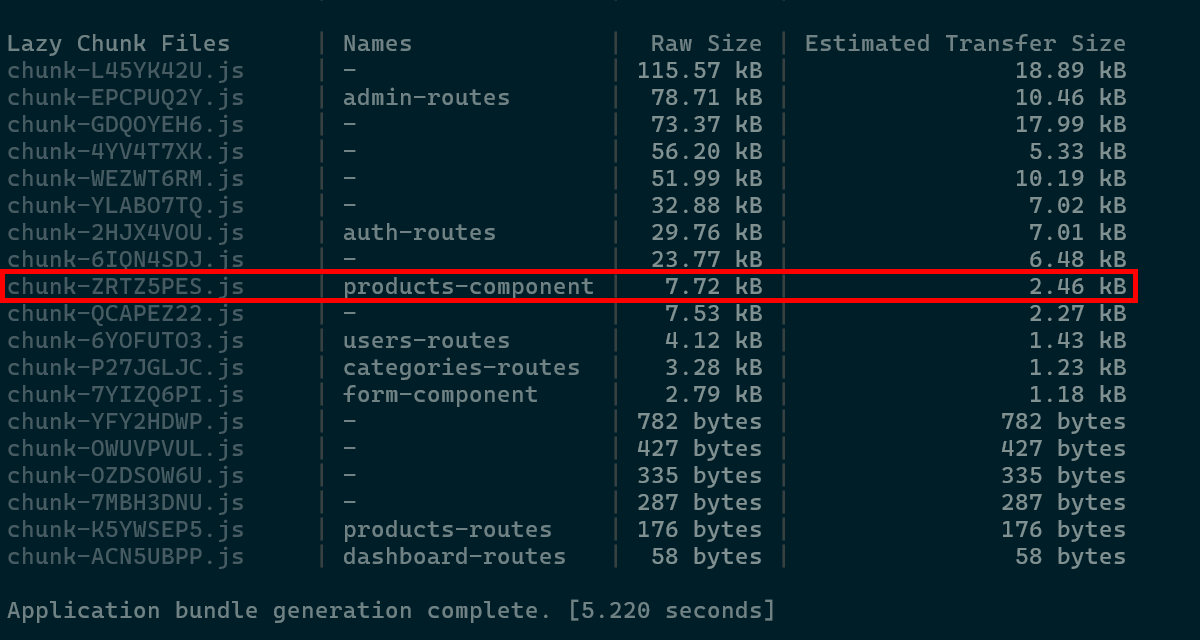 Lazy Chunk Files | Names | Raw Size | Estimated Transfer Size
chunk-L45YK42U.js | - | 115.57 kB | 18.89 kB
chunk-EPCPUQ2Y.js | admin-routes | 78.71 kB | 10.46 kB
chunk-GDQOYEH6.js | - | 73.37 kB | 17.99 kB
chunk-4YV4T7XK.js | - | 56.20 kB | 5.33 kB
chunk-WEZWT6RM.js | - | 51.99 kB | 10.19 kB
chunk-YLABO7TQ.js | - | 32.88 kB | 7.02 kB
chunk-2HJX4VOU.js | auth-routes | 29.76 kB | 7.01 kB
chunk-6IQN4SDJ.js | - | 23.77 kB | 6.48 kB
chunk-ZRTZ5PES.js | products-component | 7.72 kB | 2.46 kB
chunk-QCAPEZ22.js | - | 7.53 kB | 2.27 kB
chunk-6YOFUTO3.js | users-routes | 4.12 kB | 1.43 kB
chunk-P27JGLJC.js | categories-routes | 3.28 kB | 1.23 kB
chunk-7YIZQ6PI.js | form-component | 2.79 kB | 1.18 kB
chunk-YFY2HDWP.js | - | 782 bytes | 782 bytes
chunk-OWUVPVUL.js | - | 427 bytes | 427 bytes
chunk-OZDSOW6U.js | - | 335 bytes | 335 bytes
chunk-7MBH3DNU.js | - | 287 bytes | 287 bytes
chunk-K5YWSEP5.js | products-routes | 176 bytes | 176 bytes
chunk-ACN5UBPP.js | dashboard-routes | 58 bytes | 58 bytes
Application bundle generation complete. [5.220 seconds]